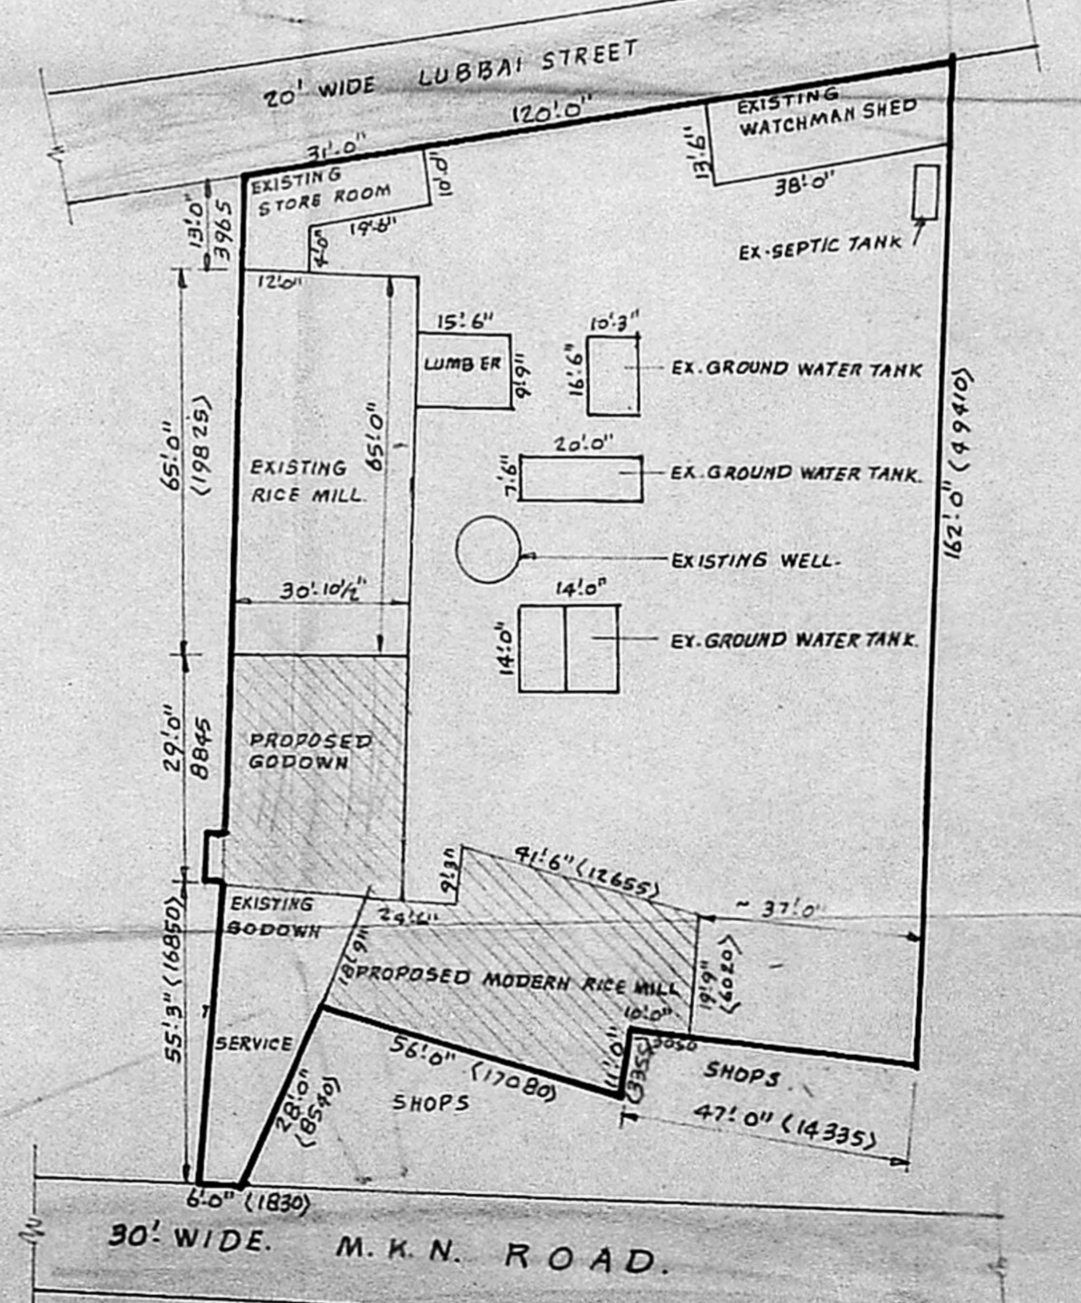 20' WIDE LUBBAI STREET
120'.0"
31'.0"
EXISTING
WATCHMAN SHED
13'.6"
38'.0"
EXISTING
STORE ROOM
10'.0"
19'.6"
4'.0"
13'.0"
3965
12'.0"
EX-SEPTIC TANK
15'.6"
LUMBER
9'.9"
10'.3"
16'.6"
EX. GROUND WATER TANK
65'.0"
(19825)
65'.0"
20'.0"
7'.6"
EX. GROUND WATER TANK.
162'.0" (49410)
EXISTING
RICE MILL.
EXISTING WELL.
30'.10½"
14'.0"
14'.0"
EX. GROUND WATER TANK.
29'.0"
8845
PROPOSED
GODOWN
9'.3"
41'.6" (12655)
~ 37'.0"
EXISTING
GODOWN
18'.9"
PROPOSED MODERN RICE MILL
19'.9"
(6020)
55'.3" (16850)
10'.0"
3050
SERVICE
56'.0" (17080)
11'.0"
(3355)
SHOPS.
28'.0"
(8540)
SHOPS
47'.0" (14335)
6'.0" (1830)
30'. WIDE. M.K.N. ROAD.